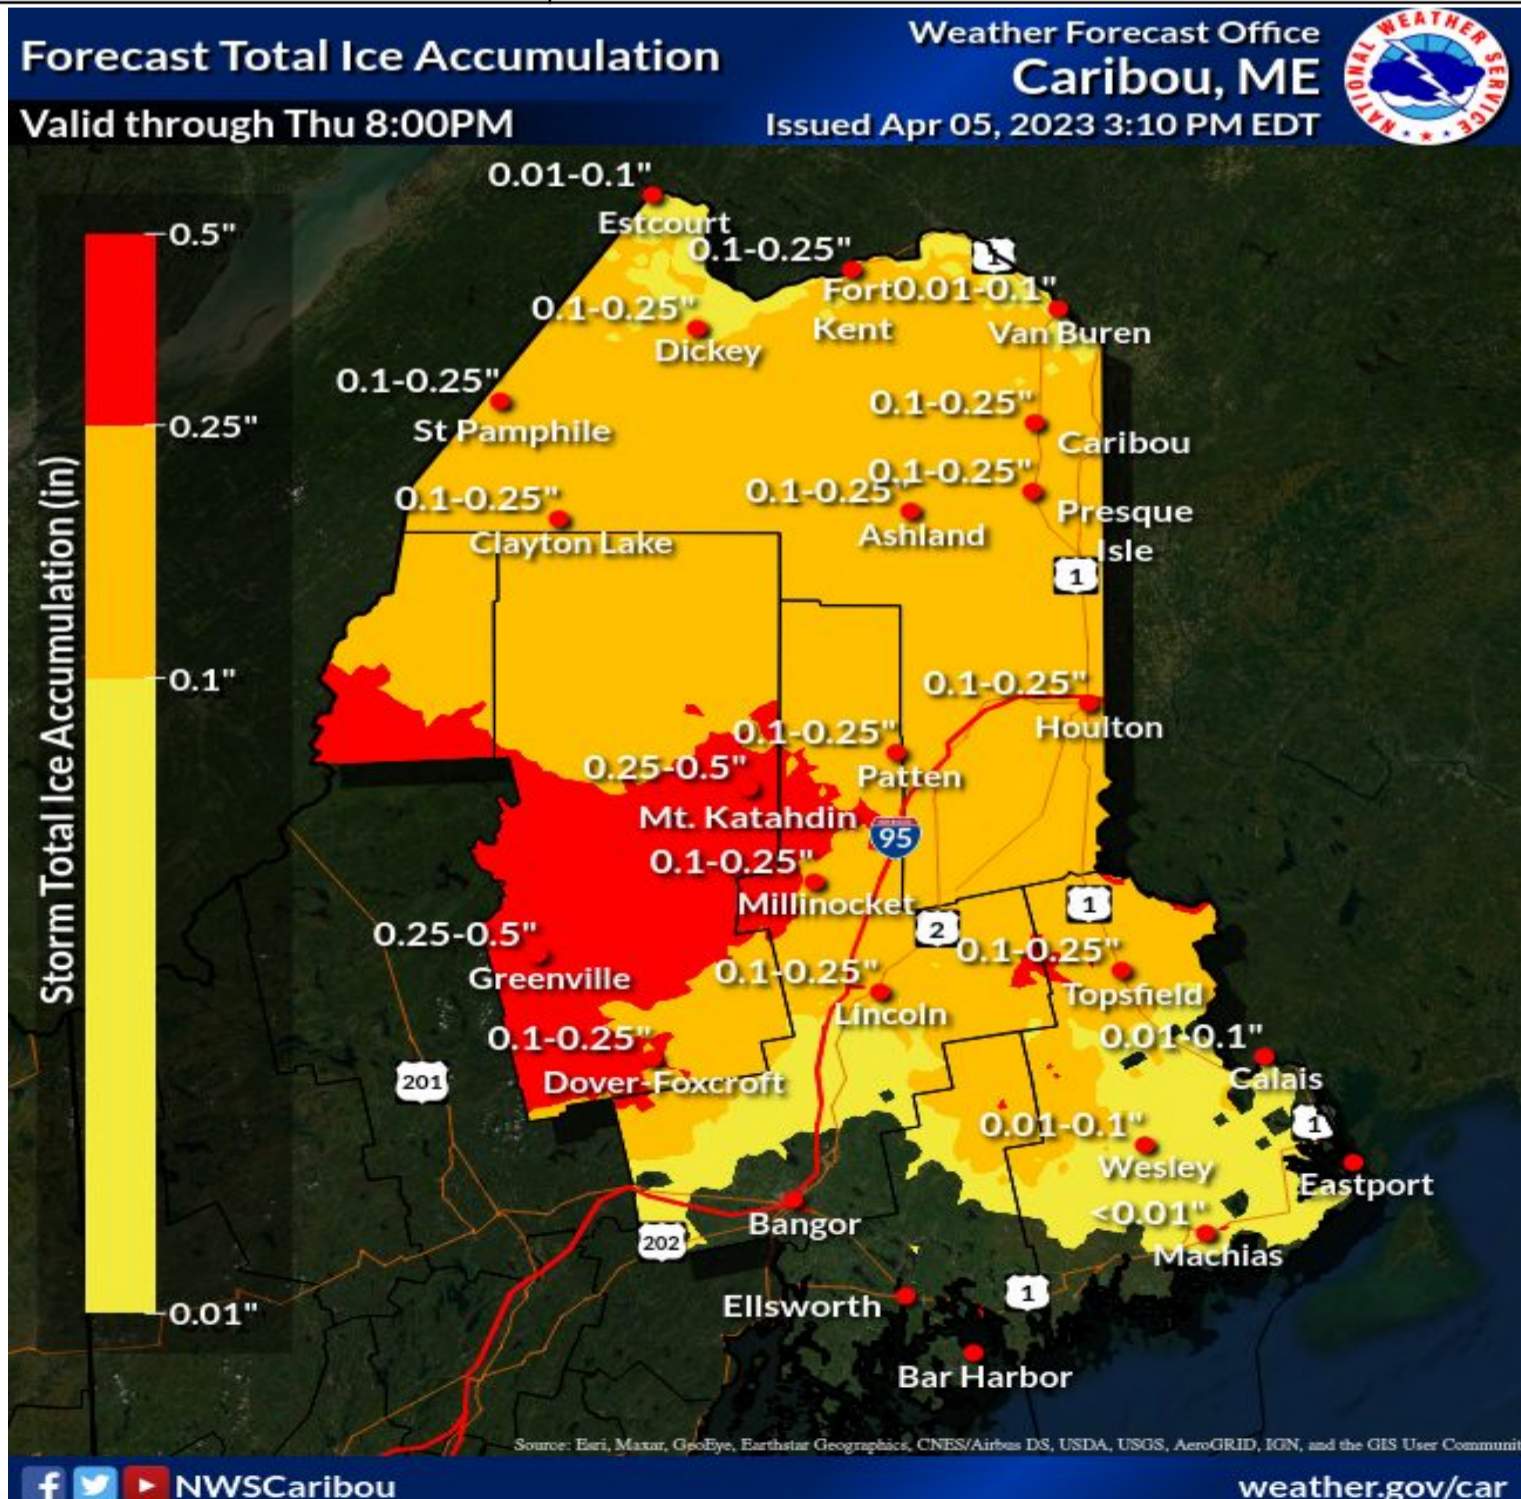 Forecast Total Ice Accumulation
Valid through Thu 8:00PM
Weather Forecast Office
Caribou, ME
Issued Apr 05, 2023 3:10 PM EDT
NATIONAL WEATHER SERVICE
Storm Total Ice Accumulation (in)
0.5"
0.25"
0.1"
0.01"
0.01-0.1"
Estcourt
0.1-0.25"
Fort
Kent
1
0.01-0.1"
Van Buren
0.1-0.25"
Dickey
0.1-0.25"
St Pamphile
0.1-0.25"
Caribou
0.1-0.25"
Presque
Isle
0.1-0.25"
Ashland
0.1-0.25"
Clayton Lake
1
0.1-0.25"
Houlton
0.1-0.25"
Patten
0.25-0.5"
Mt. Katahdin
95
0.1-0.25"
Millinocket
1
2
0.25-0.5"
Greenville
0.1-0.25"
Lincoln
0.1-0.25"
Topsfield
0.1-0.25"
Dover-Foxcroft
201
0.01-0.1"
Calais
1
0.01-0.1"
Wesley
Eastport
<0.01"
Machias
Bangor
202
Ellsworth
1
Bar Harbor
Source: Esri, Maxar, GeoEye, Earthstar Geographics, CNES/Airbus DS, USDA, USGS, AeroGRID, IGN, and the GIS User Communit
NWSCaribou
weather.gov/car